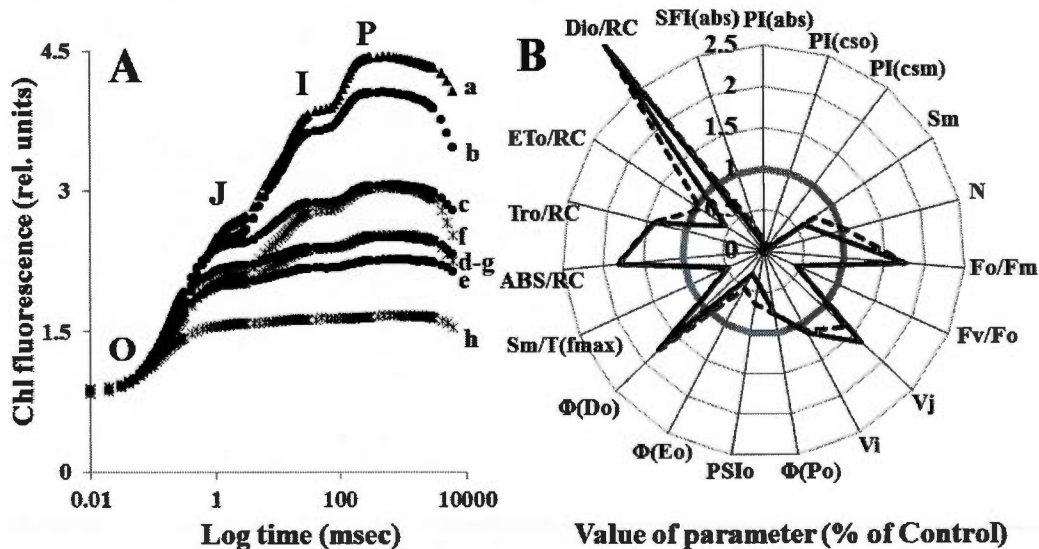 A
Chl fluorescence (rel. units)
4.5
3
1.5
0
O
J
I
P
a
b
c
f
d-g
e
h
0.01
1
100
10000
Log time (msec)
B
Dio/RC
SFI(abs)
PI(abs)
PI(cso)
PI(csm)
Sm
N
Fo/Fm
Fv/Fo
Vj
Vi
Φ(Po)
PSIo
Φ(Eo)
Φ(Do)
Sm/T(fmax)
ABS/RC
Tro/RC
ETo/RC
2.5
2
1.5
1
0
Value of parameter (% of Control)